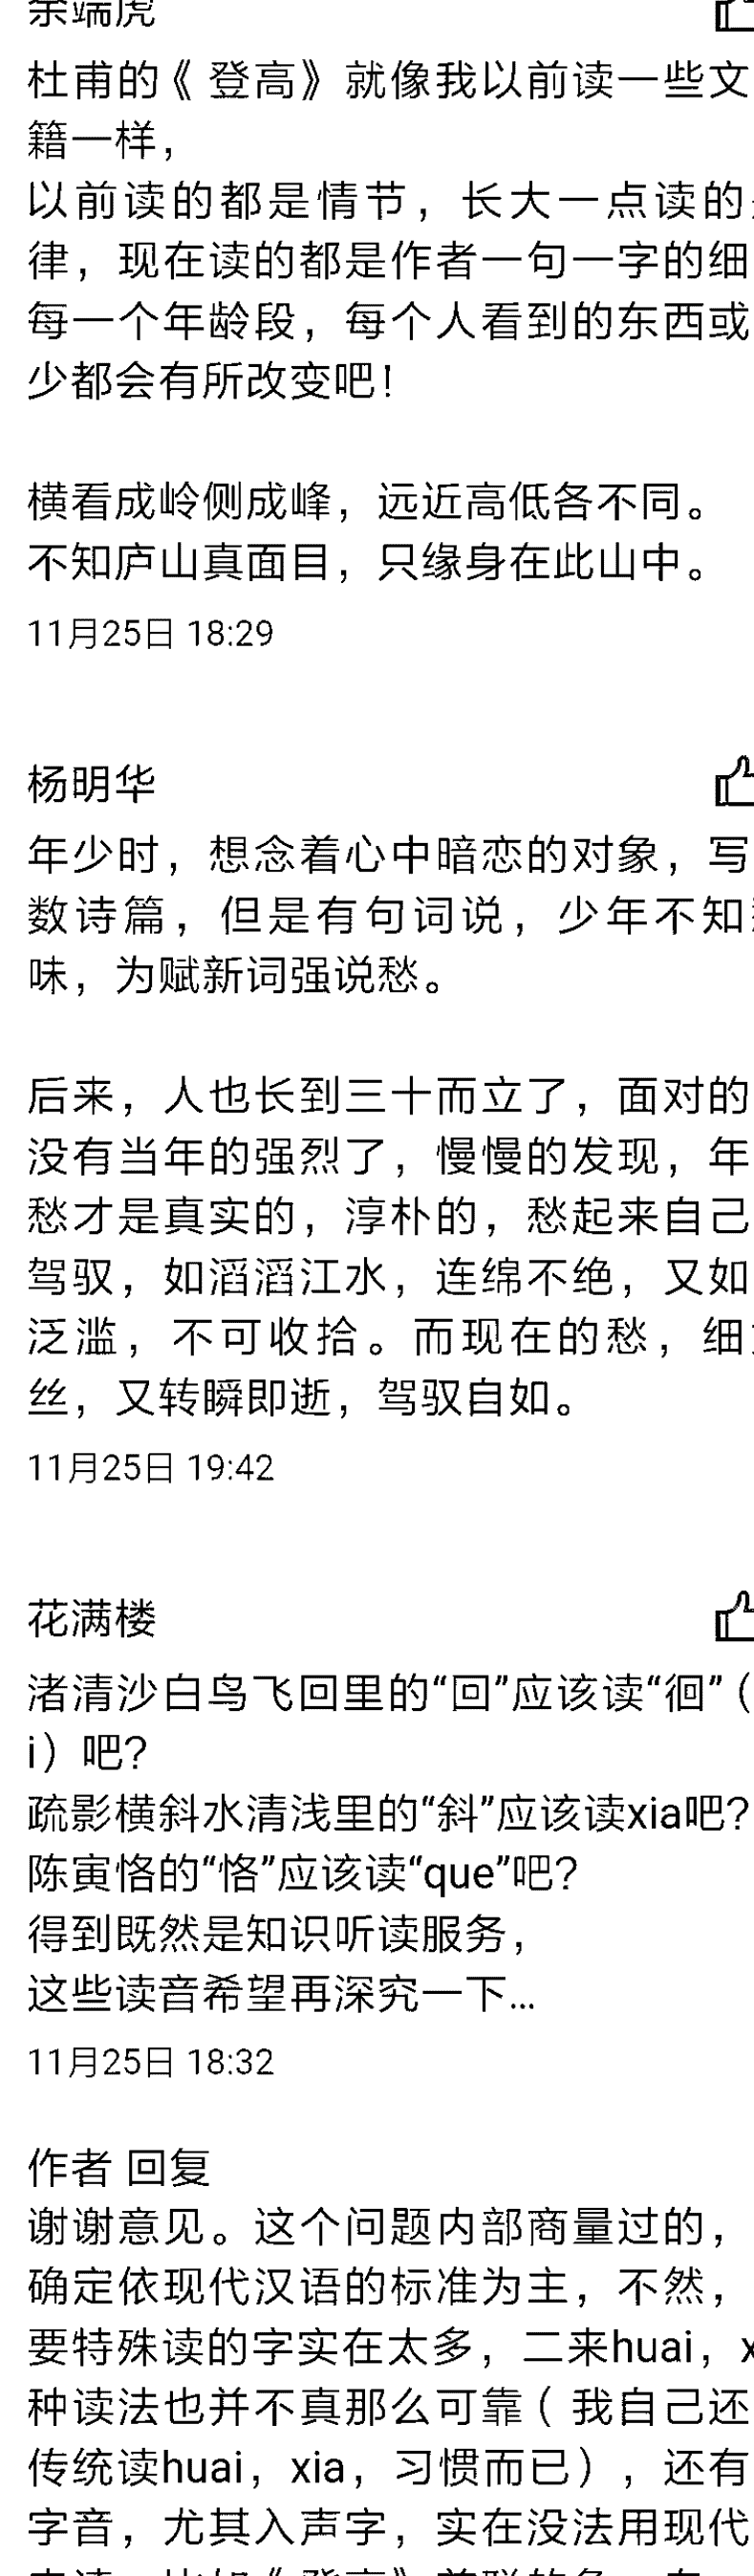 余端虎
杜甫的《登高》就像我以前读一些文
籍一样，
以前读的都是情节，长大一点读的
律，现在读的都是作者一句一字的细
每一个年龄段，每个人看到的东西或
少都会有所改变吧！
横看成岭侧成峰，远近高低各不同。
不知庐山真面目，只缘身在此山中。
11月25日 18:29
杨明华
年少时，想念着心中暗恋的对象，写
数诗篇，但是有句词说，少年不知
味，为赋新词强说愁。
后来，人也长到三十而立了，面对的
没有当年的强烈了，慢慢的发现，年
愁才是真实的，淳朴的，愁起来自己
驾驭，如滔滔江水，连绵不绝，又如
泛滥，不可收拾。而现在的愁，细
丝，又转瞬即逝，驾驭自如。
11月25日 19:42
花满楼
渚清沙白鸟飞回里的“回”应该读“徊”（
i）吧?
疏影横斜水清浅里的“斜”应该读xia吧?
陈寅恪的“恪”应该读“que”吧?
得到既然是知识听读服务，
这些读音希望再深究一下...
11月25日 18:32
作者 回复
谢谢意见。这个问题内部商量过的，
确定依现代汉语的标准为主，不然，
要特殊读的字实在太多，二来huai，x
种读法也并不真那么可靠（我自己还
传统读huai，xia，习惯而已），还有
字音，尤其入声字，实在没法用现代